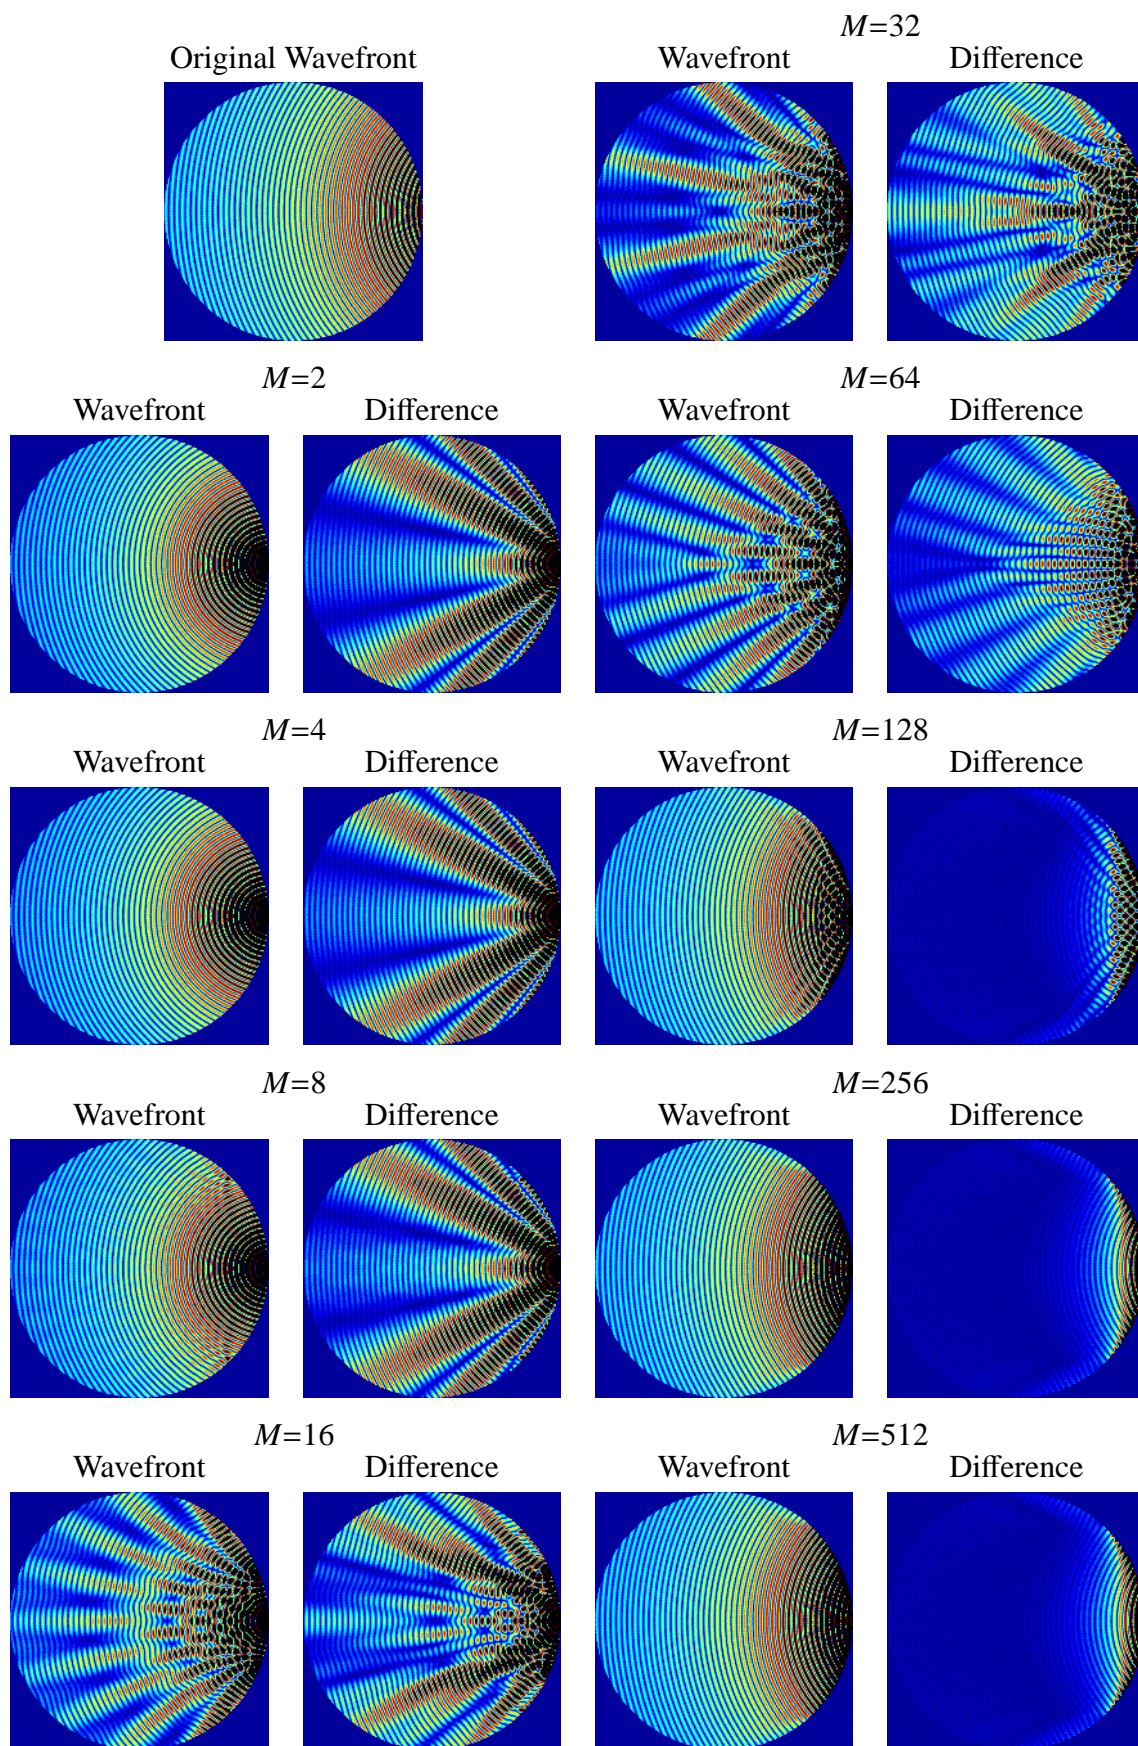 Original Wavefront
M=32
Wavefront Difference
M=2
Wavefront Difference
M=64
Wavefront Difference
M=4
Wavefront Difference
M=128
Wavefront Difference
M=8
Wavefront Difference
M=256
Wavefront Difference
M=16
Wavefront Difference
M=512
Wavefront Difference